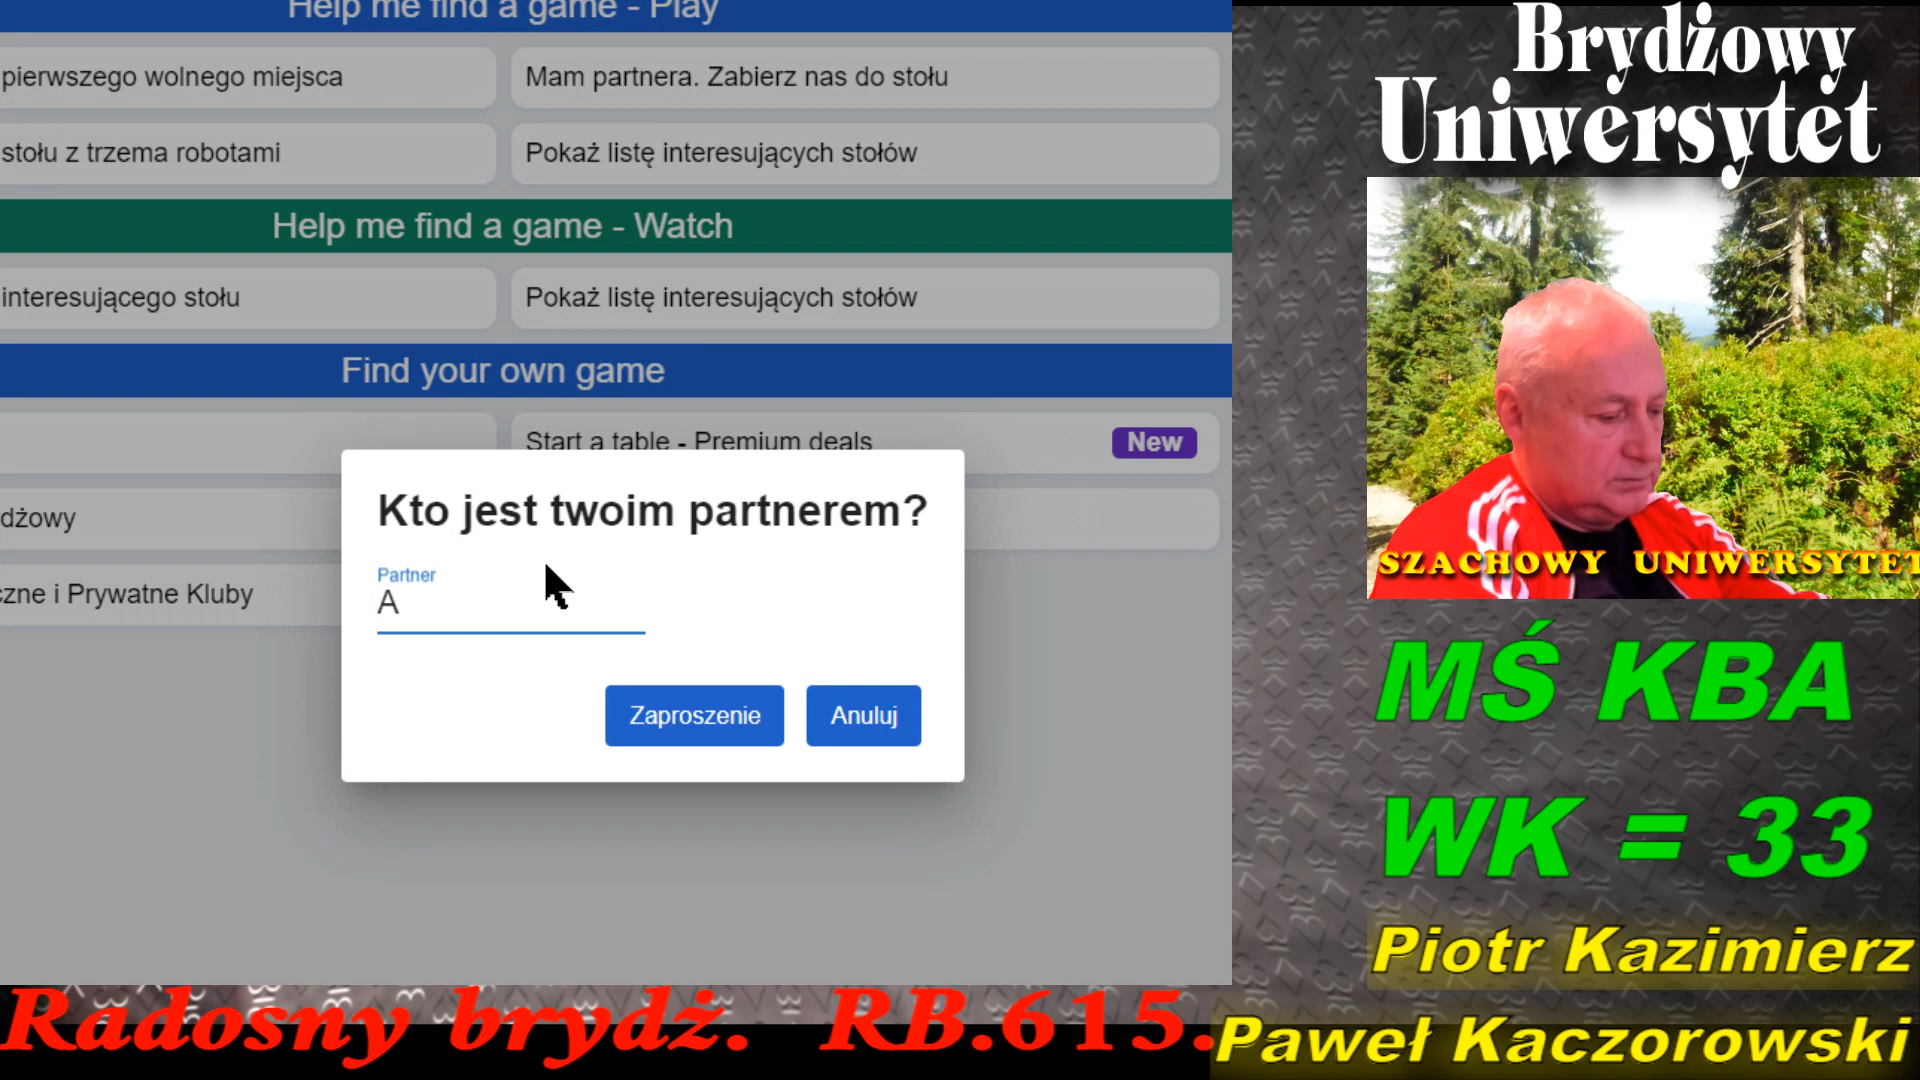 Help me find a game - Play
pierwszego wolnego miejsca
Mam partnera. Zabierz nas do stołu
stołu z trzema robotami
Pokaż listę interesujących stołów
Help me find a game - Watch
interesującego stołu
Pokaż listę interesujących stołów
Find your own game
Start a table - Premium deals
New
dżowy
czne i Prywatne Kluby
Kto jest twoim partnerem?
Partner
A
Zaproszenie
Anuluj
Brydżowy
Uniwersytet
SZACHOWY UNIWERSYTET
MŚ KBA
WK = 33
Piotr Kazimierz
Paweł Kaczorowski
Radosny brydż. RB.615.